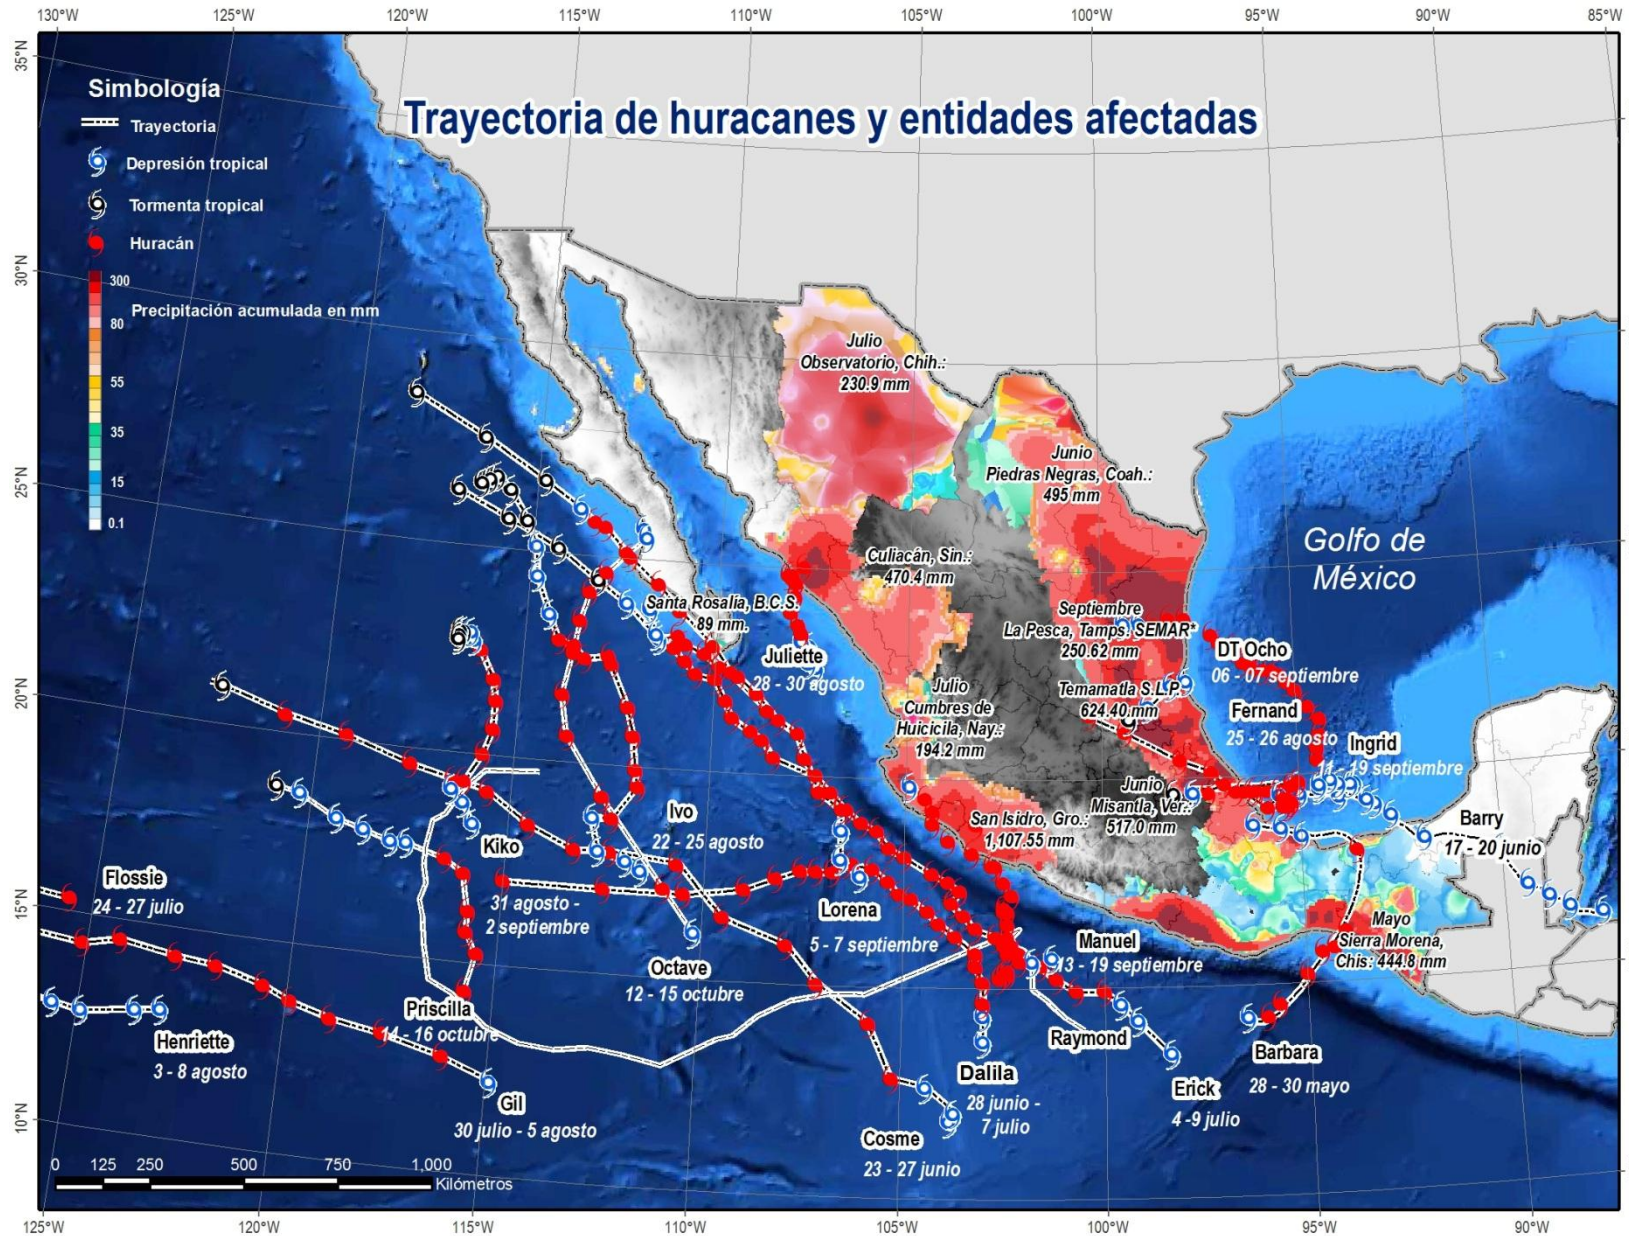 130°W 125°W 120°W 115°W 110°W 105°W 100°W 95°W 90°W 85°W
35°N
30°N
25°N
20°N
15°N
10°N
Trayectoria de huracanes y entidades afectadas
Simbología
Trayectoria
Depresión tropical
Tormenta tropical
Huracán
Precipitación acumulada en mm
300
80
55
35
15
0.1
Julio
Observatorio, Chih.:
230.9 mm
Junio
Piedras Negras, Coah.:
495 mm
Golfo de
México
Culiacán, Sin.:
470.4 mm
Santa Rosalia, B.C.S.
89 mm.
Septiembre
La Pesca, Tamps. SEMAR*
250.62 mm
Juliette
28 - 30 agosto
DT Ocho
06 - 07 septiembre
Temamatla S.L.P.
624.40 mm
Julio
Cumbres de
Huicicila, Nay.:
194.2 mm
Fernand
25 - 26 agosto
Ingrid
11 - 19 septiembre
Junio
Misantla, Ver.:
517.0 mm
San Isidro, Gro.:
1,107.55 mm
Barry
17 - 20 junio
Ivo
22 - 25 agosto
Kiko
31 agosto -
2 septiembre
Flossie
24 - 27 julio
Lorena
5 - 7 septiembre
Mayo
Sierra Morena,
Chis: 444.8 mm
Manuel
13 - 19 septiembre
Octave
12 - 15 octubre
Priscilla
14 - 16 octubre
Raymond
Henriette
3 - 8 agosto
Barbara
28 - 30 mayo
Dalila
28 junio -
7 julio
Erick
4 -9 julio
Gil
30 julio - 5 agosto
Cosme
23 - 27 junio
0 125 250 500 750 1,000
Kilómetros
125°W 120°W 115°W 110°W 105°W 100°W 95°W 90°W